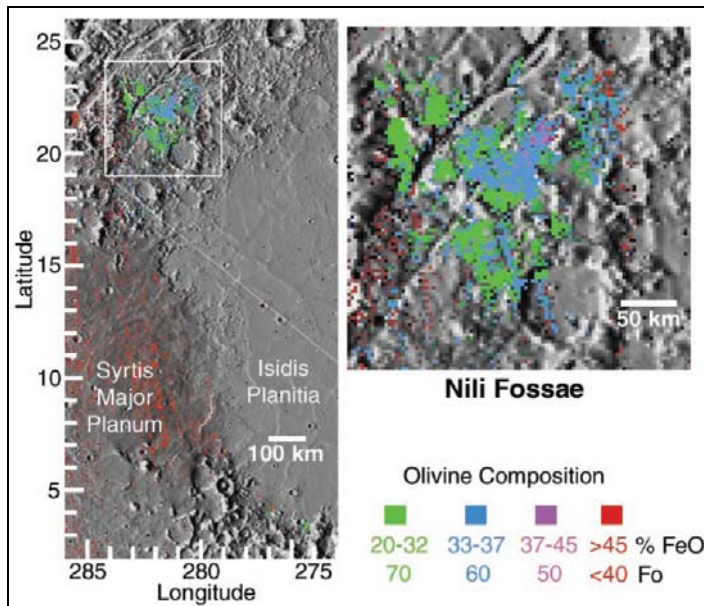 25
20
15
10
5
Latitude
285
280
275
Longitude
Syrtis
Major
Planum
Isidis
Planitia
100 km
50 km
Nili Fossae
Olivine Composition
20-32 33-37 37-45 >45 % FeO
70 60 50 <40 Fo